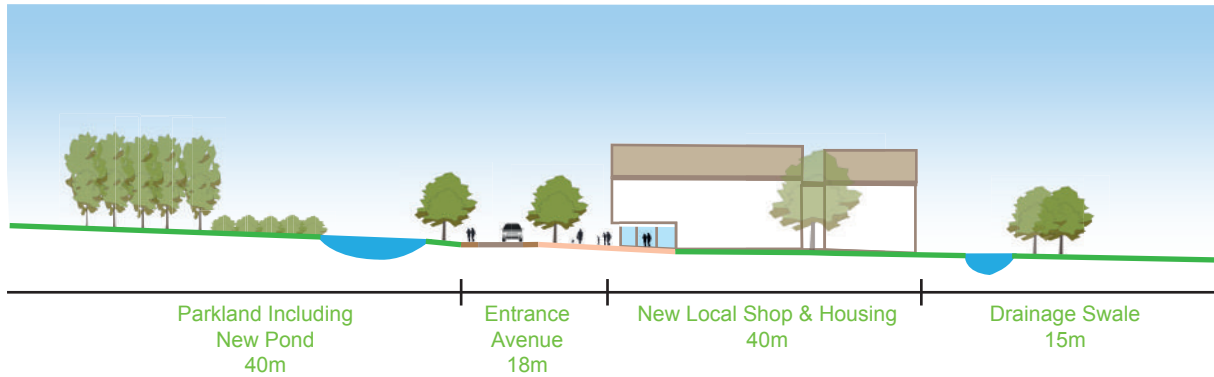 Parkland Including
New Pond
40m
Entrance
Avenue
18m
New Local Shop & Housing
40m
Drainage Swale
15m